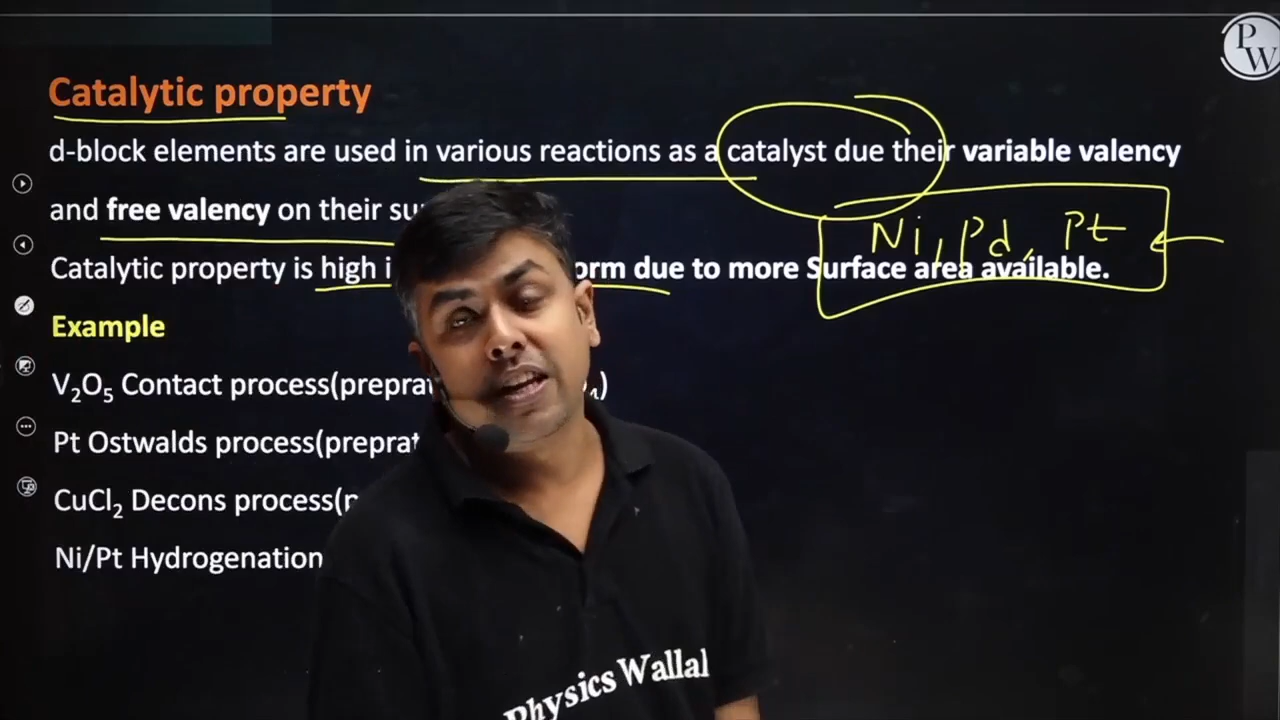 PW
Catalytic property
d-block elements are used in various reactions as a catalyst due their variable valency
and free valency on their su
Ni, Pd, Pt
Catalytic property is high i orm due to more Surface area available.
Example
V₂O₅ Contact process(preprat )
Pt Ostwalds process(preprat
CuCl₂ Decons process(p
Ni/Pt Hydrogenation
Physics Wallah